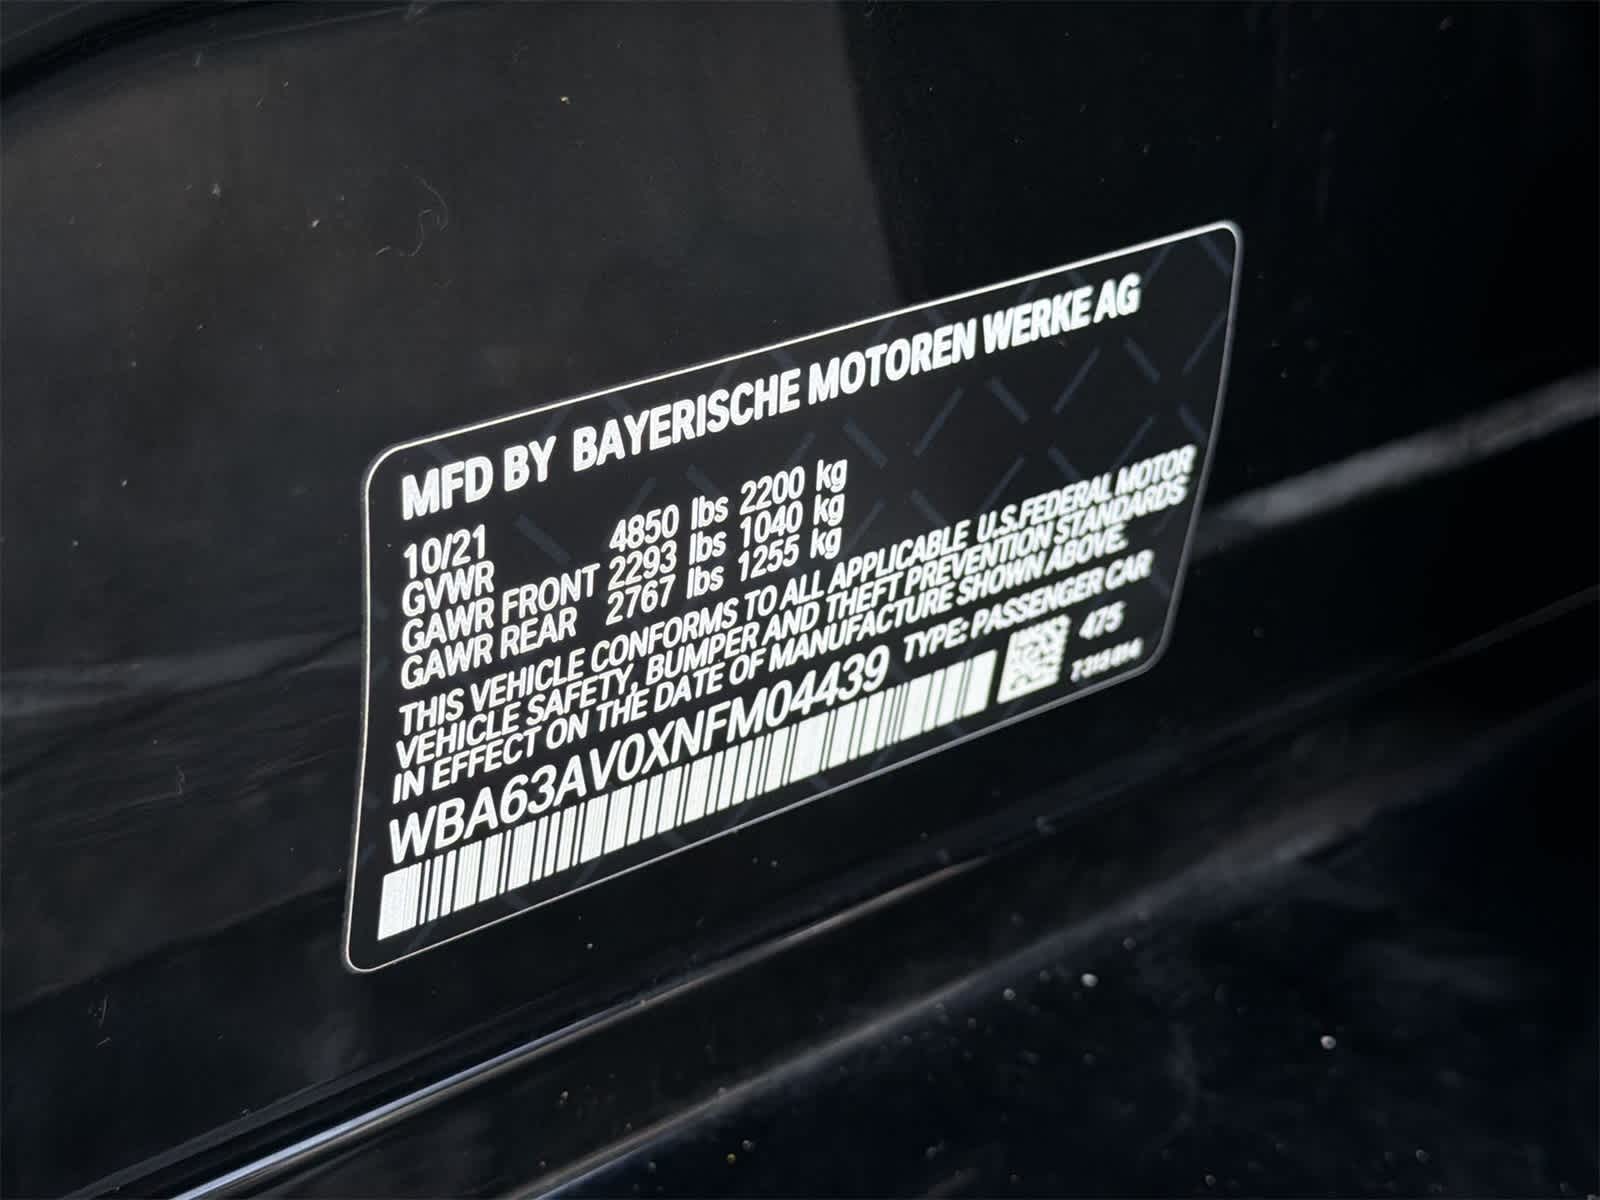 MFD BY BAYERISCHE MOTOREN WERKE AG
10/21
GVWR 4850 lbs 2200 kg
GAWR FRONT 2293 lbs 1040 kg
GAWR REAR 2767 lbs 1255 kg
THIS VEHICLE CONFORMS TO ALL APPLICABLE U.S.FEDERAL MOTOR
VEHICLE SAFETY, BUMPER AND THEFT PREVENTION STANDARDS
IN EFFECT ON THE DATE OF MANUFACTURE SHOWN ABOVE.
WBA63AV0XNFM04439 TYPE: PASSENGER CAR
475